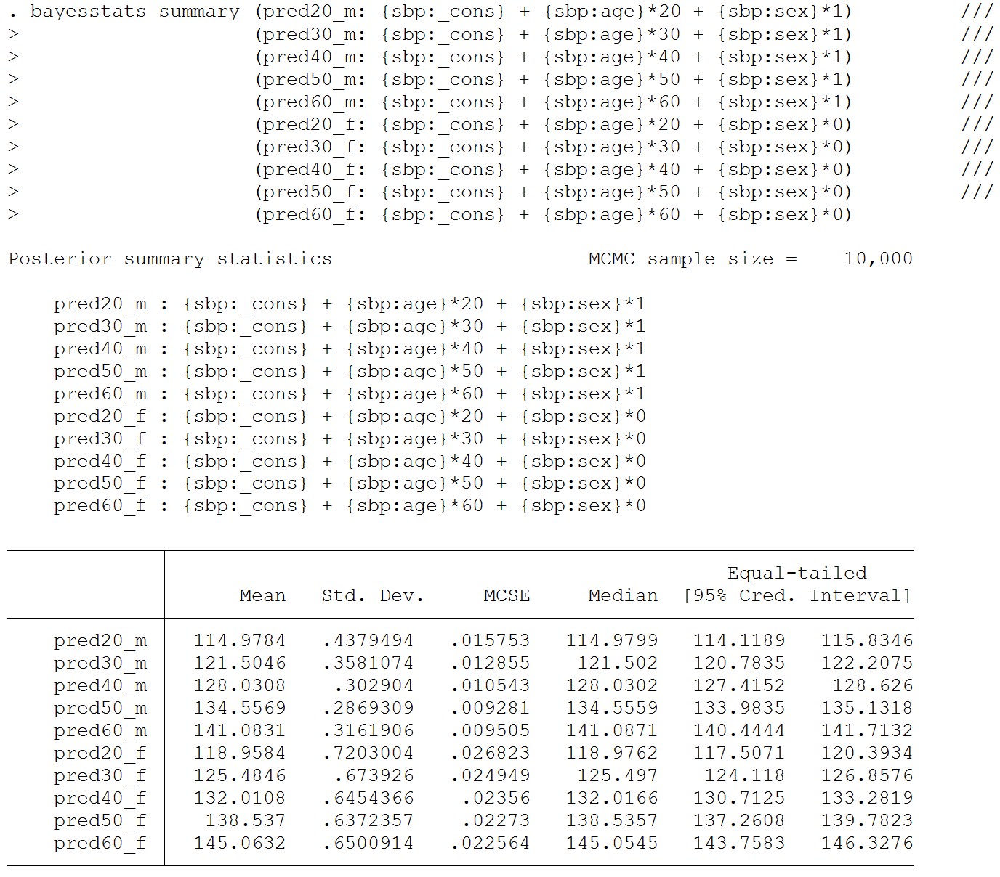 . bayesstats summary (pred20_m: {sbp:_cons} + {sbp:age}*20 + {sbp:sex}*1) ///
> (pred30_m: {sbp:_cons} + {sbp:age}*30 + {sbp:sex}*1) ///
> (pred40_m: {sbp:_cons} + {sbp:age}*40 + {sbp:sex}*1) ///
> (pred50_m: {sbp:_cons} + {sbp:age}*50 + {sbp:sex}*1) ///
> (pred60_m: {sbp:_cons} + {sbp:age}*60 + {sbp:sex}*1) ///
> (pred20_f: {sbp:_cons} + {sbp:age}*20 + {sbp:sex}*0) ///
> (pred30_f: {sbp:_cons} + {sbp:age}*30 + {sbp:sex}*0) ///
> (pred40_f: {sbp:_cons} + {sbp:age}*40 + {sbp:sex}*0) ///
> (pred50_f: {sbp:_cons} + {sbp:age}*50 + {sbp:sex}*0) ///
> (pred60_f: {sbp:_cons} + {sbp:age}*60 + {sbp:sex}*0)
Posterior summary statistics MCMC sample size = 10,000
pred20_m : {sbp:_cons} + {sbp:age}*20 + {sbp:sex}*1
pred30_m : {sbp:_cons} + {sbp:age}*30 + {sbp:sex}*1
pred40_m : {sbp:_cons} + {sbp:age}*40 + {sbp:sex}*1
pred50_m : {sbp:_cons} + {sbp:age}*50 + {sbp:sex}*1
pred60_m : {sbp:_cons} + {sbp:age}*60 + {sbp:sex}*1
pred20_f : {sbp:_cons} + {sbp:age}*20 + {sbp:sex}*0
pred30_f : {sbp:_cons} + {sbp:age}*30 + {sbp:sex}*0
pred40_f : {sbp:_cons} + {sbp:age}*40 + {sbp:sex}*0
pred50_f : {sbp:_cons} + {sbp:age}*50 + {sbp:sex}*0
pred60_f : {sbp:_cons} + {sbp:age}*60 + {sbp:sex}*0
Equal-tailed
Mean Std. Dev. MCSE Median [95% Cred. Interval]
pred20_m 114.9784 .4379494 .015753 114.9799 114.1189 115.8346
pred30_m 121.5046 .3581074 .012855 121.502 120.7835 122.2075
pred40_m 128.0308 .302904 .010543 128.0302 127.4152 128.626
pred50_m 134.5569 .2869309 .009281 134.5559 133.9835 135.1318
pred60_m 141.0831 .3161906 .009505 141.0871 140.4444 141.7132
pred20_f 118.9584 .7203004 .026823 118.9762 117.5071 120.3934
pred30_f 125.4846 .673926 .024949 125.497 124.118 126.8576
pred40_f 132.0108 .6454366 .02356 132.0166 130.7125 133.2819
pred50_f 138.537 .6372357 .02273 138.5357 137.2608 139.7823
pred60_f 145.0632 .6500914 .022564 145.0545 143.7583 146.3276